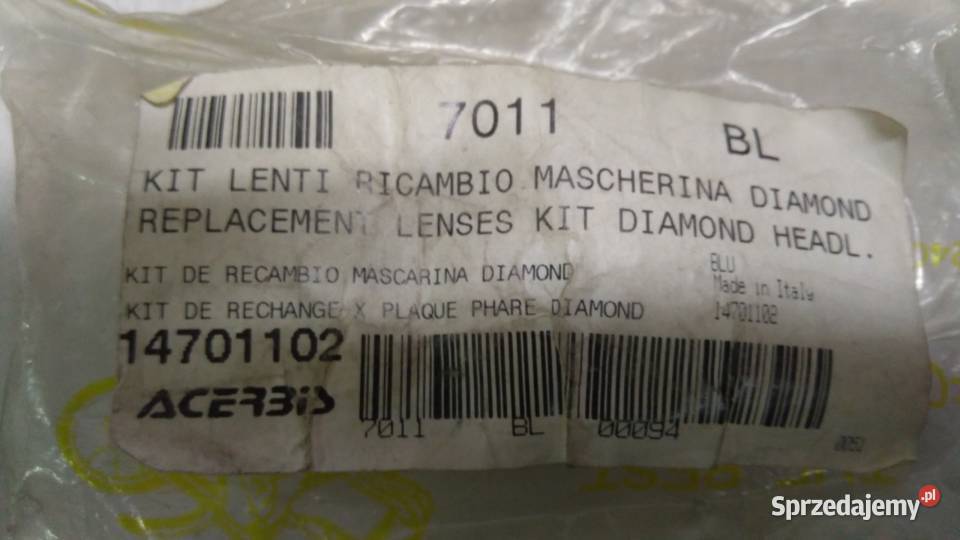 7011 BL
KIT LENTI RICAMBIO MASCHERINA DIAMOND
REPLACEMENT LENSES KIT DIAMOND HEADL.
KIT DE RECAMBIO MASCARINA DIAMOND
BLU
KIT DE RECHANGE X PLAQUE PHARE DIAMOND
Made in Italy
14701102
14701102
ACERBIS
7011 BL 00094
BEST
Sprzedajemy.pl